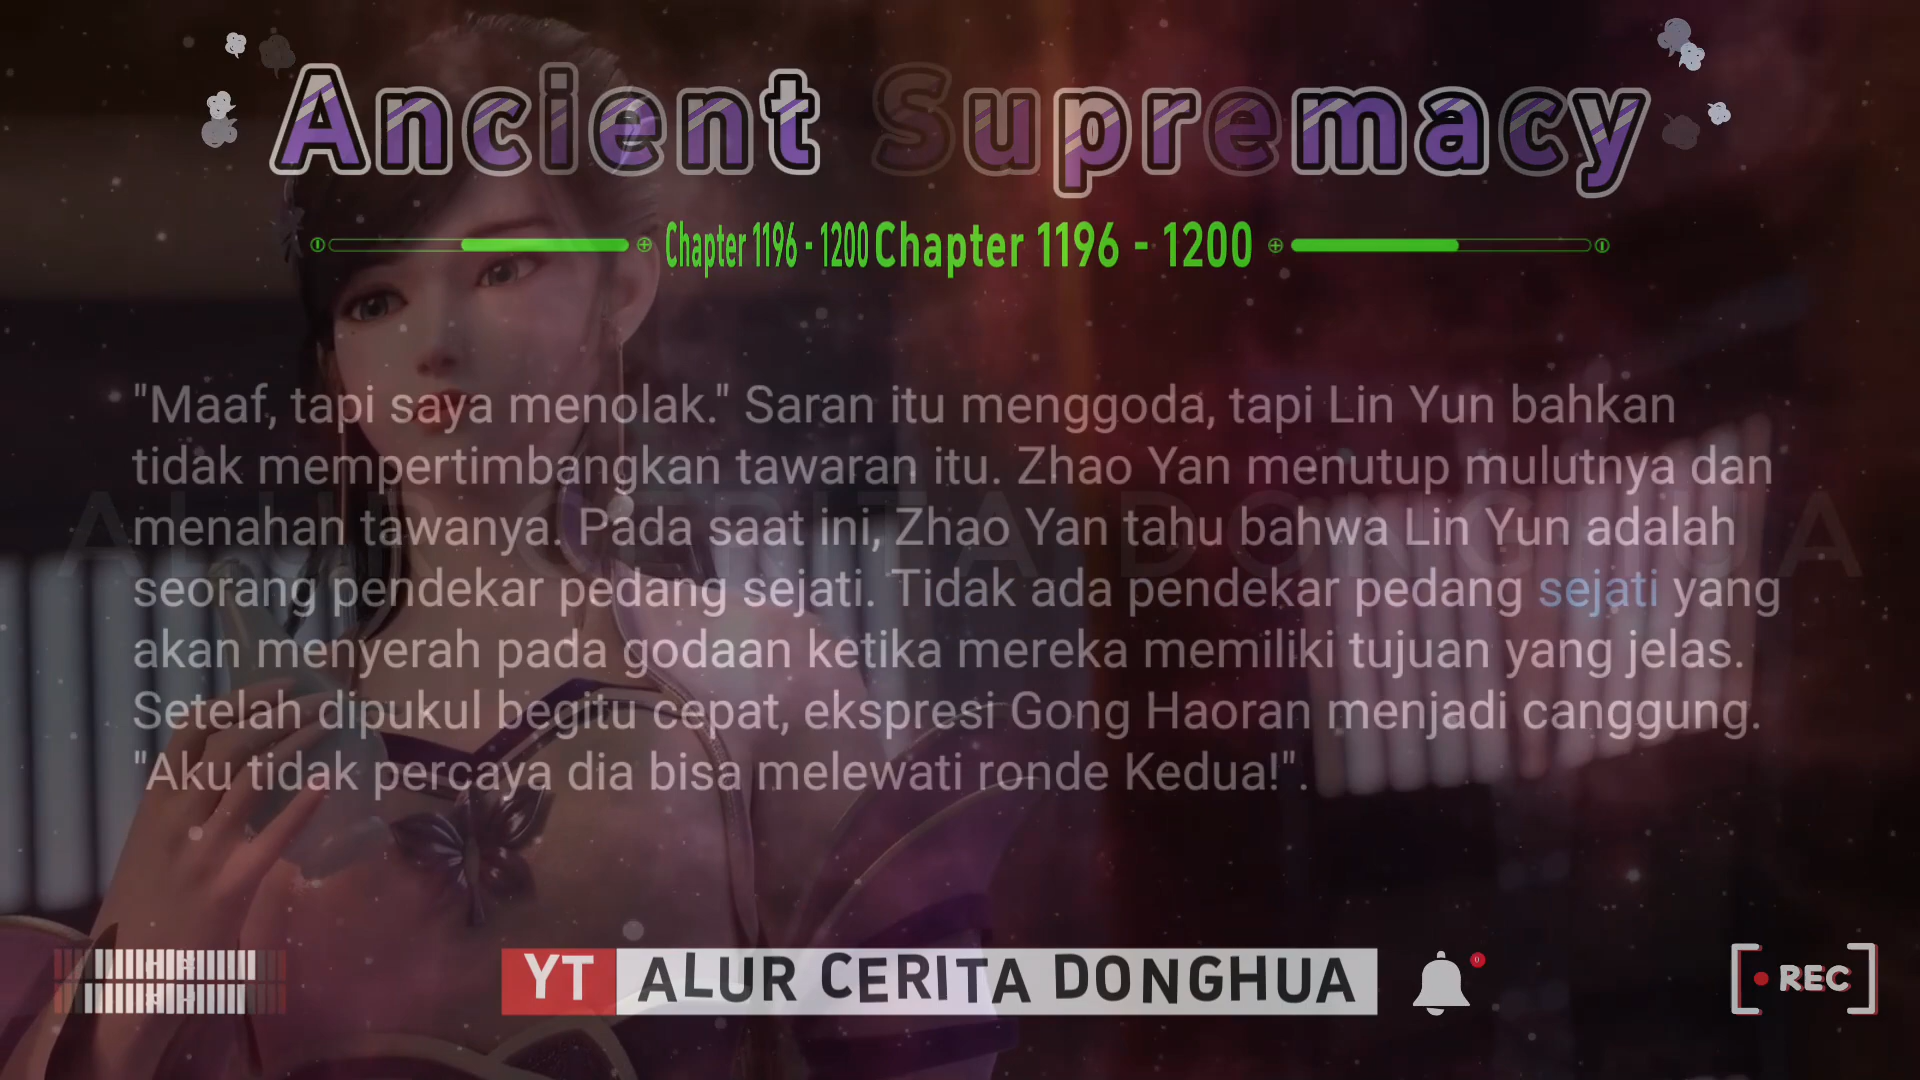 Ancient Supremacy
Chapter 1196 - 1200 Chapter 1196 - 1200
"Maaf, tapi saya menolak." Saran itu menggoda, tapi Lin Yun bahkan
tidak mempertimbangkan tawaran itu. Zhao Yan menutup mulutnya dan
menahan tawanya. Pada saat ini, Zhao Yan tahu bahwa Lin Yun adalah
seorang pendekar pedang sejati. Tidak ada pendekar pedang sejati yang
akan menyerah pada godaan ketika mereka memiliki tujuan yang jelas.
Setelah dipukul begitu cepat, ekspresi Gong Haoran menjadi canggung.
"Aku tidak percaya dia bisa melewati ronde Kedua!".
ALUR CERITA DONGHUA
YT ALUR CERITA DONGHUA
REC